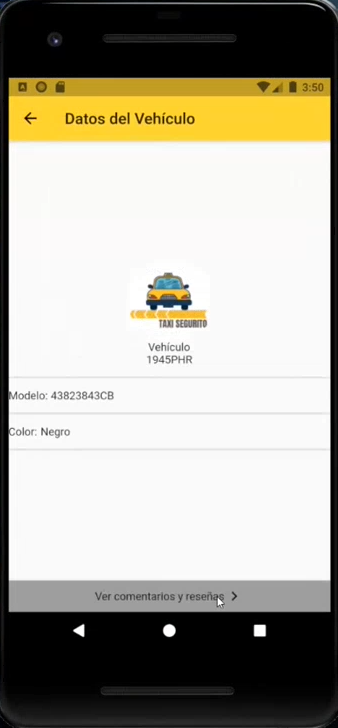 3:50
Datos del Vehículo
TAXI SEGURITO
Vehículo
1945PHR
Modelo: 43823843CB
Color: Negro
Ver comentarios y reseñas